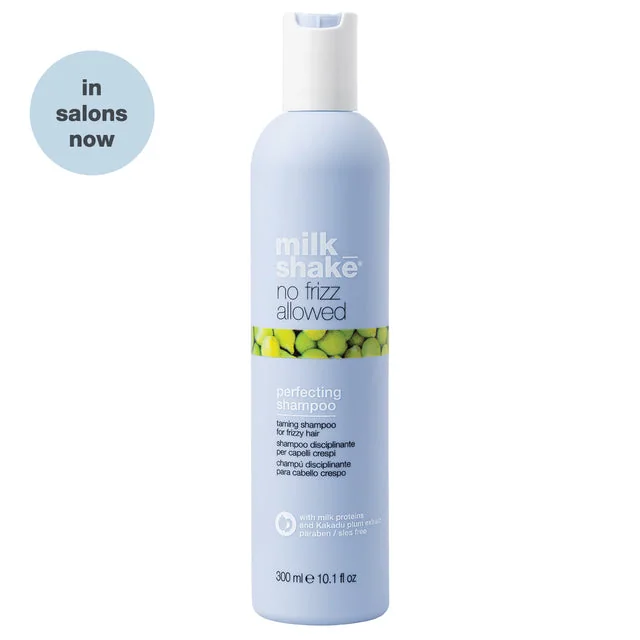 in
salons
now
milk_
shake®
no frizz
allowed
perfecting
shampoo
taming shampoo
for frizzy hair
shampoo disciplinante
per capelli crespi
champú disciplinante
para cabello crespo
with milk proteins
and Kakadu plum extract
paraben / sles free
300 ml ℮ 10.1 fl oz